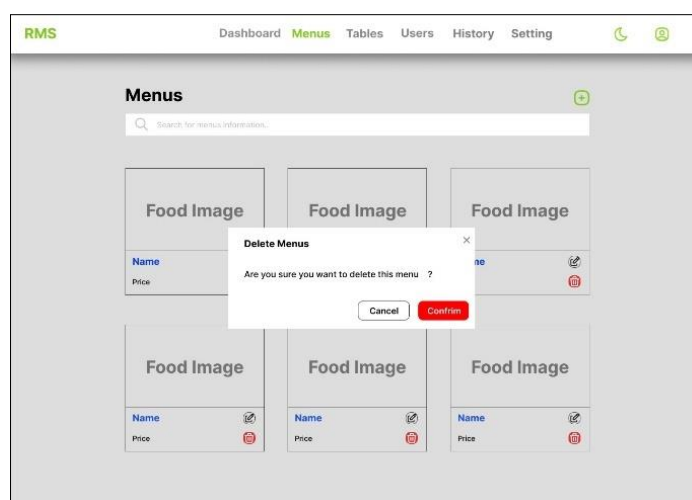 RMS Dashboard Menus Tables Users History Setting
Menus
Search for menus information..
Food Image Food Image Food Image
Delete Menus
Name
Are you sure you want to delete this menu ?
Price
Cancel Confrim
Food Image Food Image Food Image
Name Name Name
Price Price Price